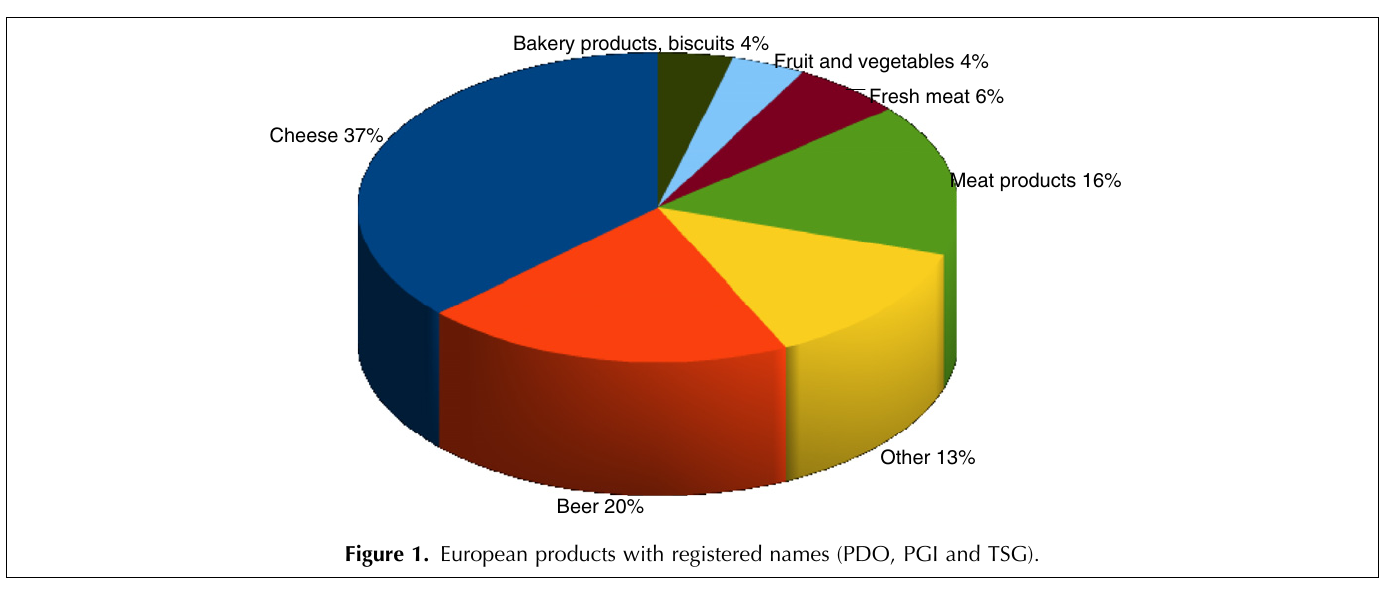 Bakery products, biscuits 4%
Fruit and vegetables 4%
Fresh meat 6%
Cheese 37%
Meat products 16%
Other 13%
Beer 20%
Figure 1. European products with registered names (PDO, PGI and TSG).